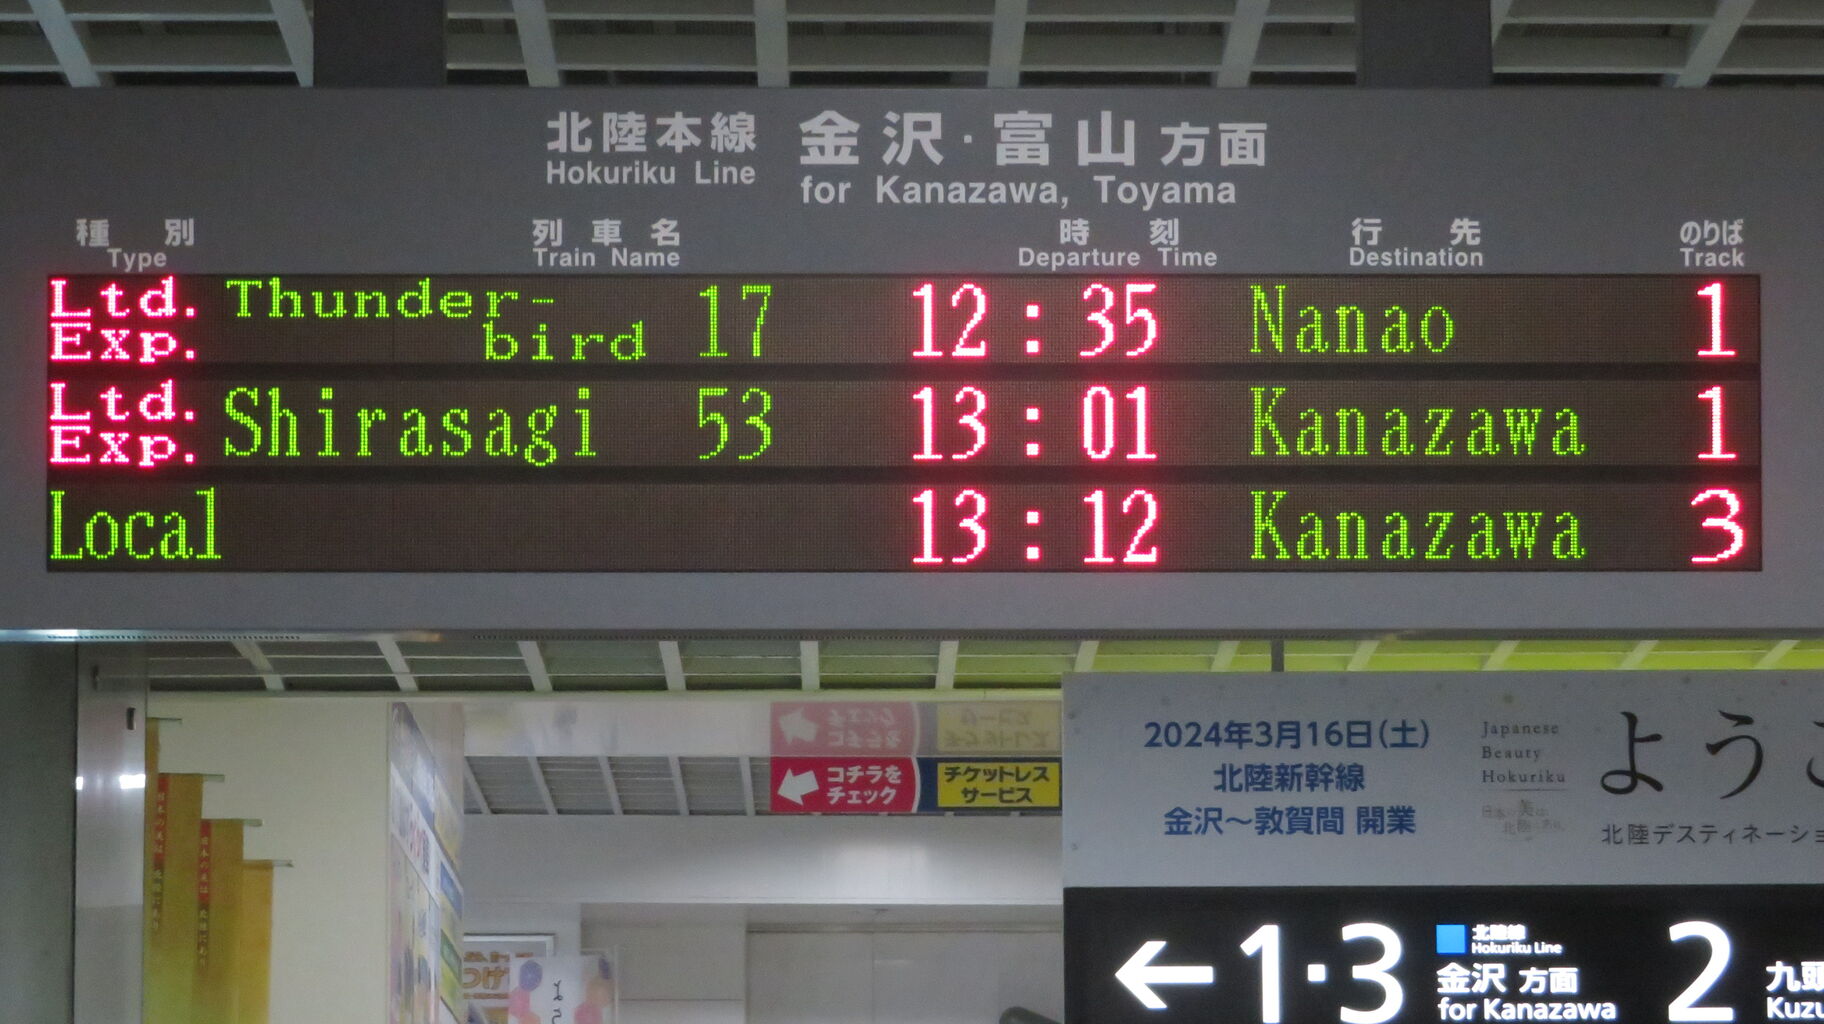 北陸本線 金沢・富山方面
Hokuriku Line for Kanazawa, Toyama
種別 列車名 時刻 行先 のりば
Type Train Name Departure Time Destination Track
Ltd. Exp. Thunder-bird 17 12:35 Nanao 1
Ltd. Exp. Shirasagi 53 13:01 Kanazawa 1
Local 13:12 Kanazawa 3
コチラを
チェック
チケットレス
サービス
2024年3月16日(土)
北陸新幹線
金沢〜敦賀間 開業
Japanese
Beauty
Hokuriku
ようこ
北陸デスティネーショ
←1・3 北陸線
Hokuriku Line
金沢 方面
for Kanazawa
2 九頭
Kuzu